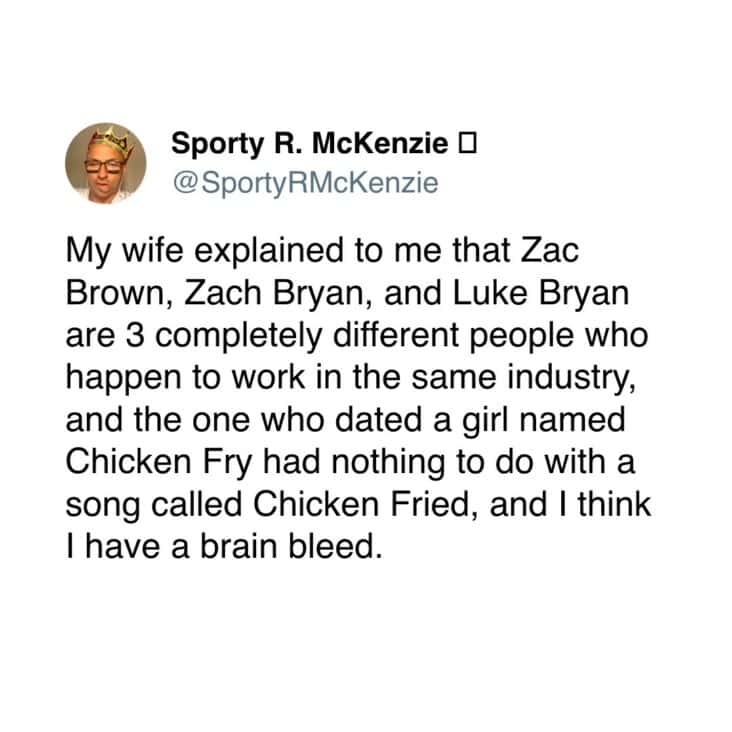 Sporty R. McKenzie
@SportyRMcKenzie
My wife explained to me that Zac
Brown, Zach Bryan, and Luke Bryan
are 3 completely different people who
happen to work in the same industry,
and the one who dated a girl named
Chicken Fry had nothing to do with a
song called Chicken Fried, and I think
I have a brain bleed.